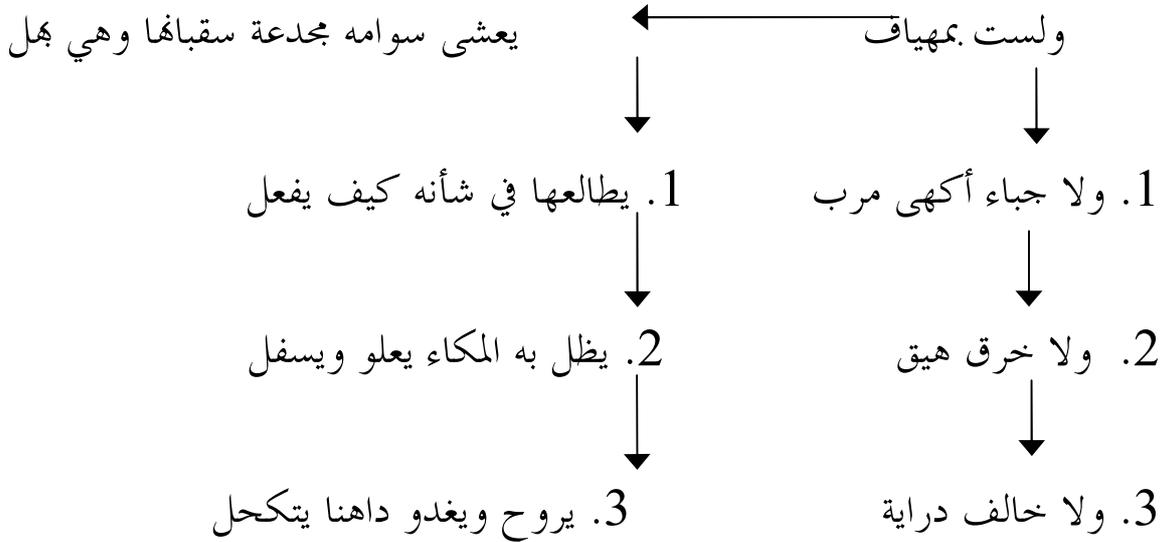 ولست بمهياف يعشى سوامه مجدعة سقبانها وهي بهل
1. ولا جباء أكهى مرب 1. يطالعها في شأنه كيف يفعل
2. ولا خرق هيق 2. يظل به المكاء يعلو ويسفل
3. ولا خالف دراية 3. يروح ويغدو داهنا يتكحل